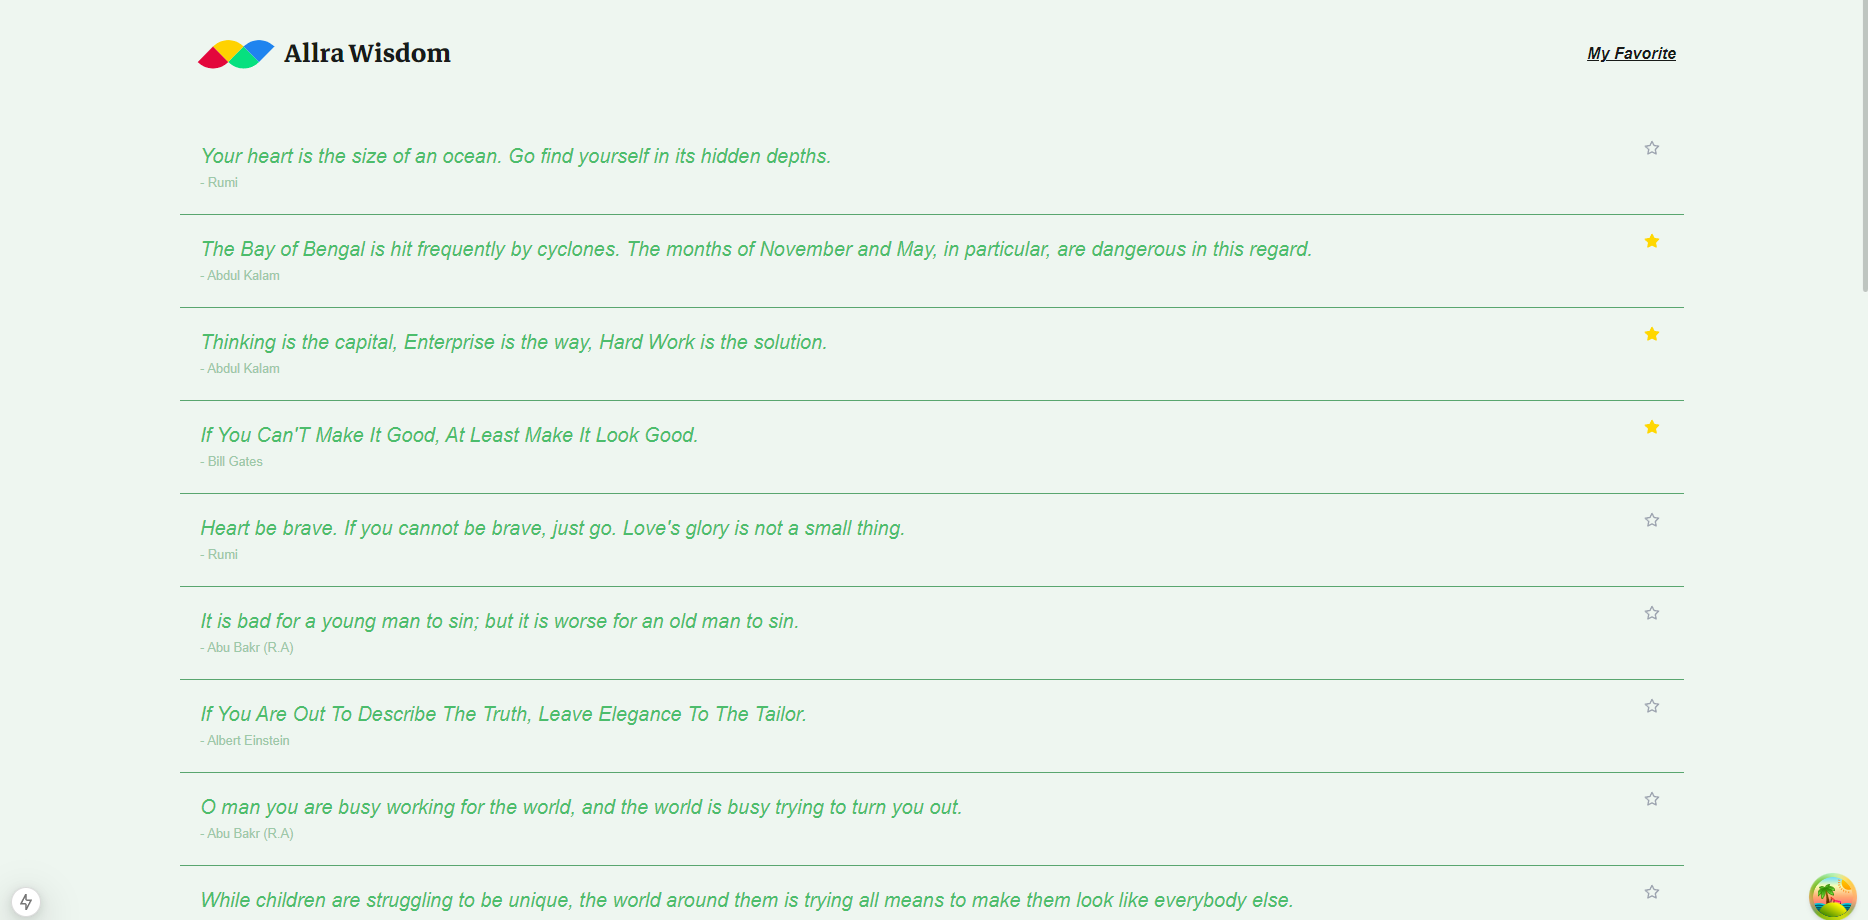 Allra Wisdom
My Favorite
Your heart is the size of an ocean. Go find yourself in its hidden depths.
- Rumi
The Bay of Bengal is hit frequently by cyclones. The months of November and May, in particular, are dangerous in this regard.
- Abdul Kalam
Thinking is the capital, Enterprise is the way, Hard Work is the solution.
- Abdul Kalam
If You Can'T Make It Good, At Least Make It Look Good.
- Bill Gates
Heart be brave. If you cannot be brave, just go. Love's glory is not a small thing.
- Rumi
It is bad for a young man to sin; but it is worse for an old man to sin.
- Abu Bakr (R.A)
If You Are Out To Describe The Truth, Leave Elegance To The Tailor.
- Albert Einstein
O man you are busy working for the world, and the world is busy trying to turn you out.
- Abu Bakr (R.A)
While children are struggling to be unique, the world around them is trying all means to make them look like everybody else.